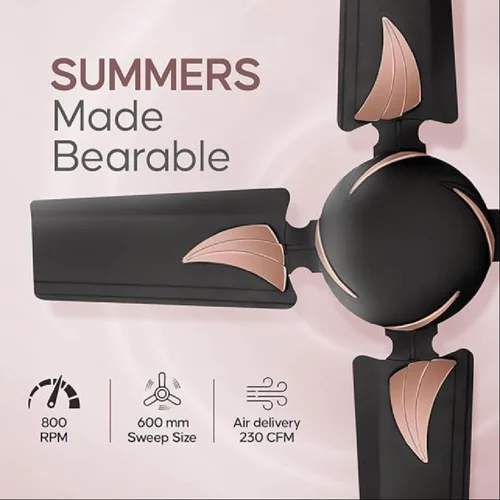 SUMMERS
Made
Bearable
800
RPM
600 mm
Sweep Size
Air delivery
230 CFM